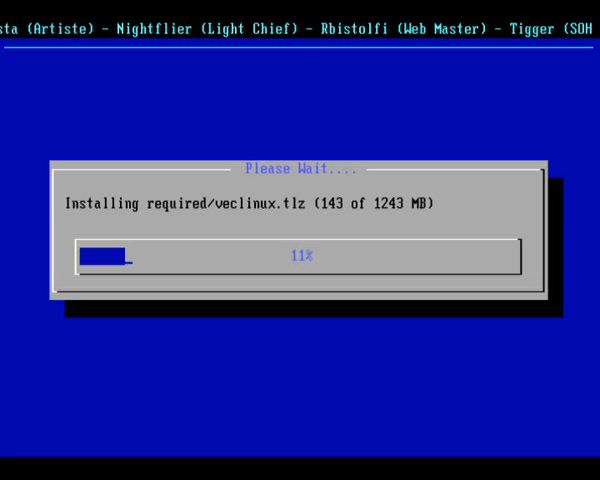 sta (Artiste) - Nightflier (Light Chief) - Rbistolfi (Web Master) - Tigger (SOH
Please Wait....
Installing required/veclinux.tlz (143 of 1243 MB)
11%